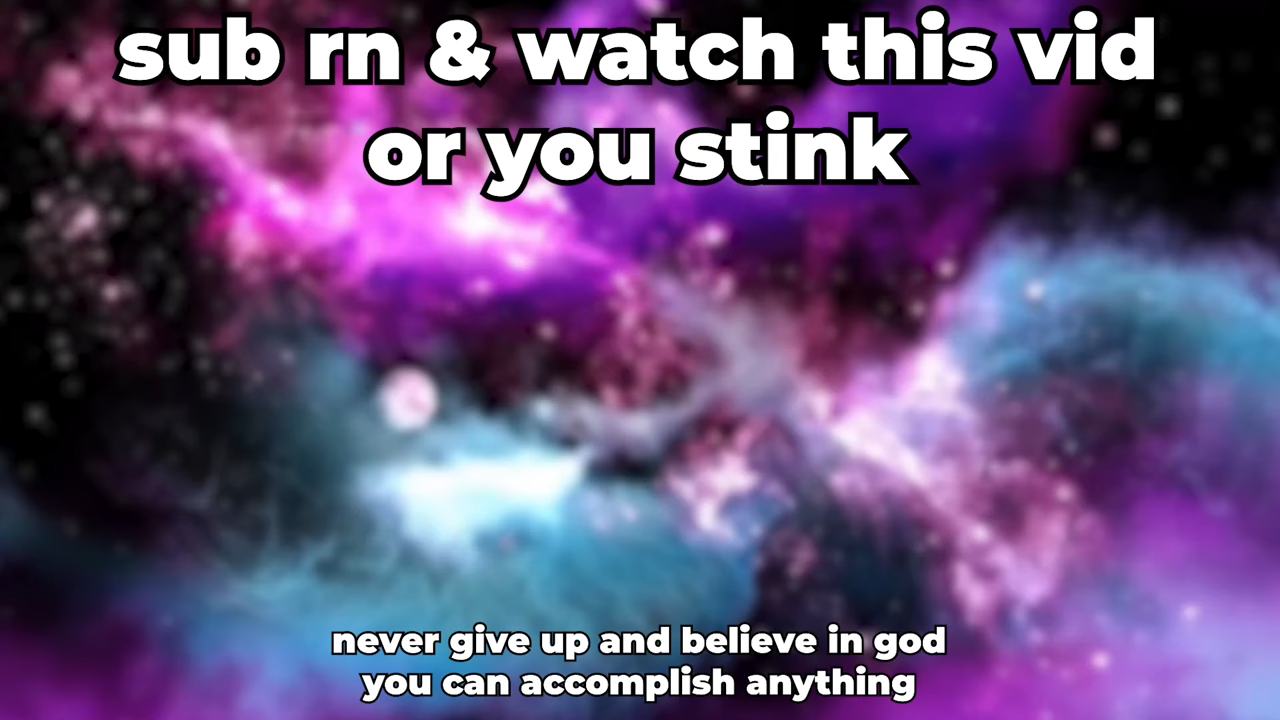 sub rn & watch this vid
or you stink
never give up and believe in god
you can accomplish anything